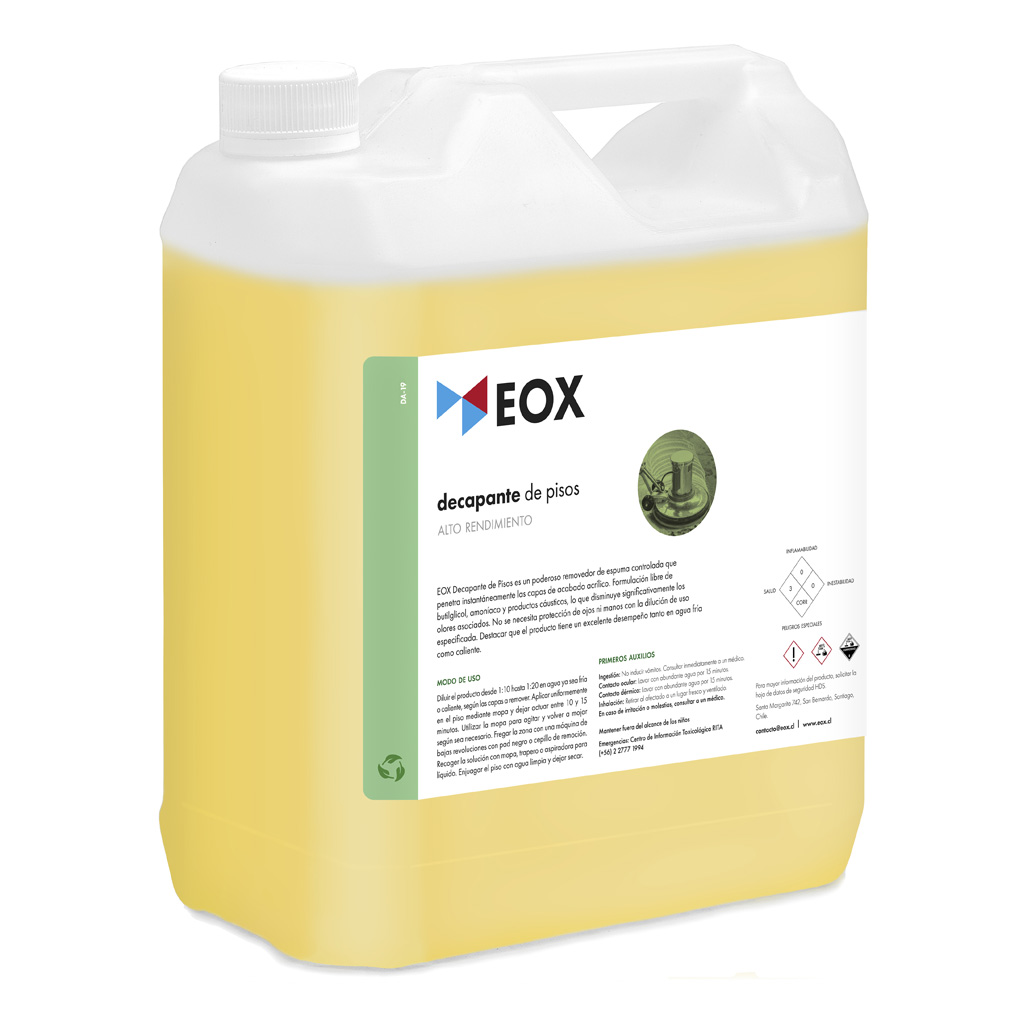 DA-19
EOX
decapante de pisos
ALTO RENDIMIENTO
EOX Decapante de Pisos es un poderoso removedor de espuma controlada que
penetra instantáneamente las capas de acabado acrílico. Formulación libre de
butilglicol, amoníaco y productos cáusticos, lo que disminuye significativamente los
olores asociados. No se necesita protección de ojos ni manos con la dilución de uso
especificada. Destacar que el producto tiene un excelente desempeño tanto en agua fría
como caliente.
MODO DE USO
Diluir el producto desde 1:10 hasta 1:20 en agua ya sea fría
o caliente, según las capas a remover. Aplicar uniformemente
en el piso mediante mopa y dejar actuar entre 10 y 15
minutos. Utilizar la mopa para agitar y volver a mojar
según sea necesario. Fregar la zona con una máquina de
bajas revoluciones con pad negro o cepillo de remoción.
Recoger la solución con mopa, trapero o aspiradora para
líquido. Enjuagar el piso con agua limpia y dejar secar.
PRIMEROS AUXILIOS
Ingestión: No inducir vómitos. Consultar inmediatamente a un médico.
Contacto ocular: Lavar con abundante agua por 15 minutos.
Contacto dérmico: Lavar con abundante agua por 15 minutos.
Inhalación: Retirar al afectado a un lugar fresco y ventilado.
En caso de irritación o molestias, consultar a un médico.
Mantener fuera del alcance de los niños
Emergencias: Centro de Información Toxicológica RITA
(+56) 2 2777 1994
INFLAMABILIDAD
0
SALUD 3 0 INESTABILIDAD
CORR
PELIGROS ESPECIALES
Para mayor información del producto, solicitar la
hoja de datos de seguridad HDS.
Santa Margarita 742, San Bernardo, Santiago,
Chile.
contacto@eox.cl | www.eox.cl